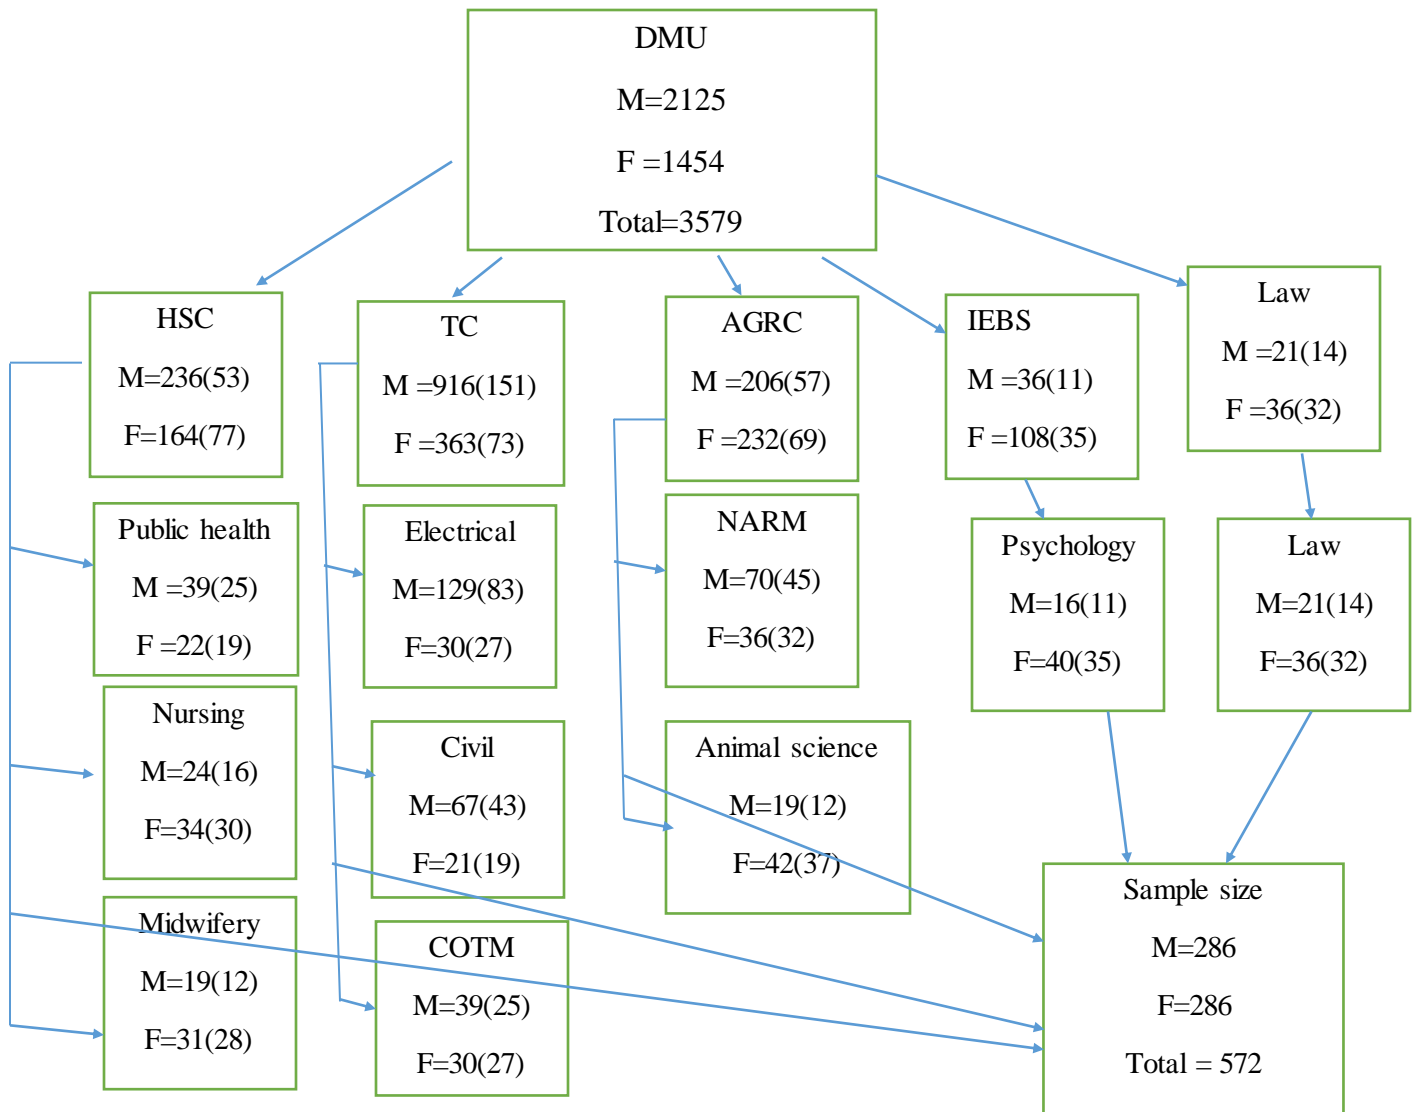 DMU
M=2125
F =1454
Total=3579
HSC
M=236(53)
F=164(77)
TC
M =916(151)
F =363(73)
AGRC
M =206(57)
F =232(69)
IEBS
M =36(11)
F =108(35)
Law
M =21(14)
F =36(32)
Public health
M =39(25)
F =22(19)
Electrical
M=129(83)
F=30(27)
NARM
M=70(45)
F=36(32)
Psychology
M=16(11)
F=40(35)
Law
M=21(14)
F=36(32)
Nursing
M=24(16)
F=34(30)
Civil
M=67(43)
F=21(19)
Animal science
M=19(12)
F=42(37)
Midwifery
M=19(12)
F=31(28)
COTM
M=39(25)
F=30(27)
Sample size
M=286
F=286
Total = 572